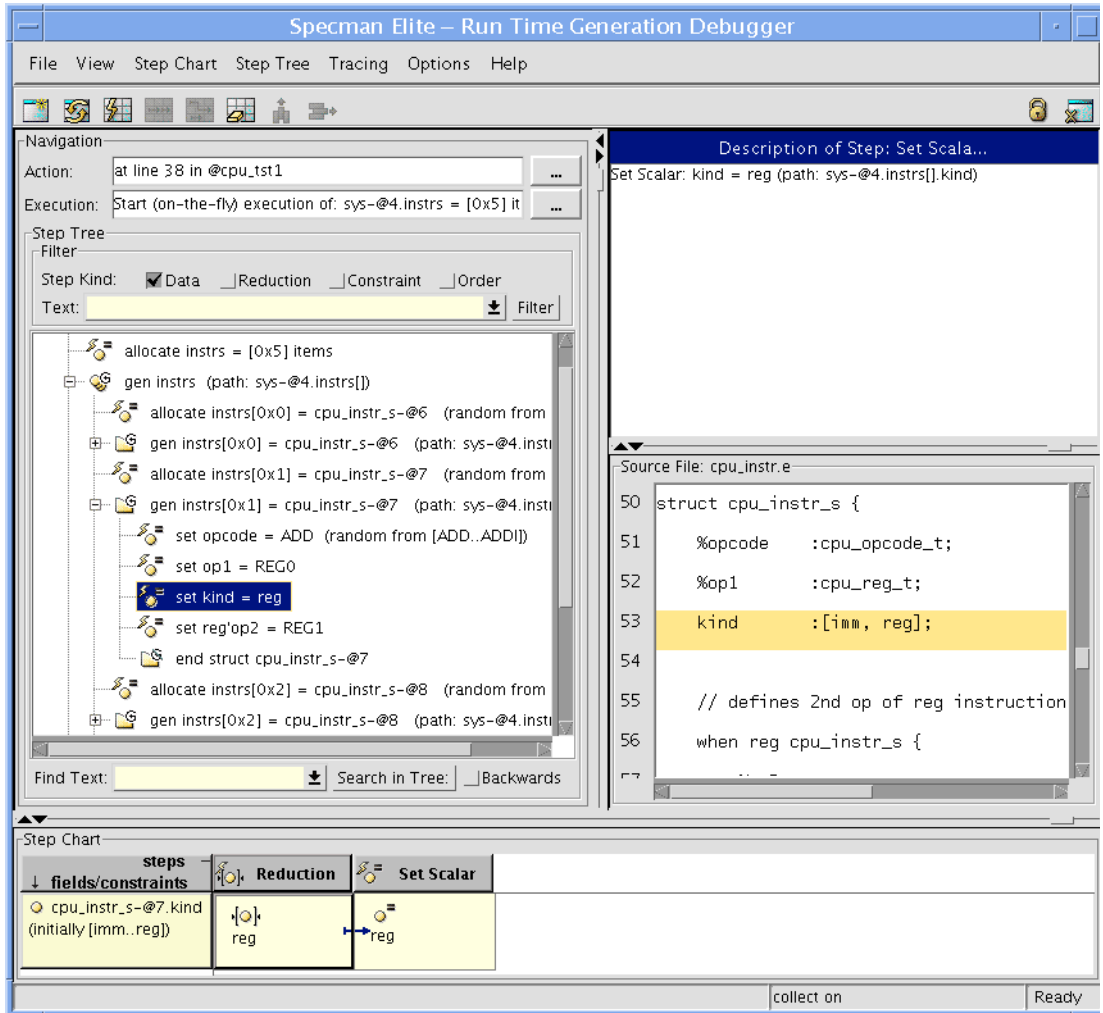 Specman Elite – Run Time Generation Debugger
File View Step Chart Step Tree Tracing Options Help
Navigation
Action: at line 38 in @cpu_tst1 ...
Execution: Start (on-the-fly) execution of: sys-@4.instrs = [0x5] it ...
Step Tree
Filter
Step Kind: Data Reduction Constraint Order
Text: Filter
allocate instrs = [0x5] items
gen instrs (path: sys-@4.instrs[])
allocate instrs[0x0] = cpu_instr_s-@6 (random from
gen instrs[0x0] = cpu_instr_s-@6 (path: sys-@4.instr
allocate instrs[0x1] = cpu_instr_s-@7 (random from
gen instrs[0x1] = cpu_instr_s-@7 (path: sys-@4.instr
set opcode = ADD (random from [ADD..ADDI])
set op1 = REG0
set kind = reg
set reg'op2 = REG1
end struct cpu_instr_s-@7
allocate instrs[0x2] = cpu_instr_s-@8 (random from
gen instrs[0x2] = cpu_instr_s-@8 (path: sys-@4.instr
Find Text: Search in Tree: Backwards
Description of Step: Set Scala...
Set Scalar: kind = reg (path: sys-@4.instrs[].kind)
Source File: cpu_instr.e
50 struct cpu_instr_s {
51 %opcode :cpu_opcode_t;
52 %op1 :cpu_reg_t;
53 kind :[imm, reg];
54
55 // defines 2nd op of reg instruction
56 when reg cpu_instr_s {
Step Chart
steps
↓ fields/constraints
Reduction
Set Scalar
cpu_instr_s-@7.kind
(initially [imm..reg])
reg
reg
collect on
Ready